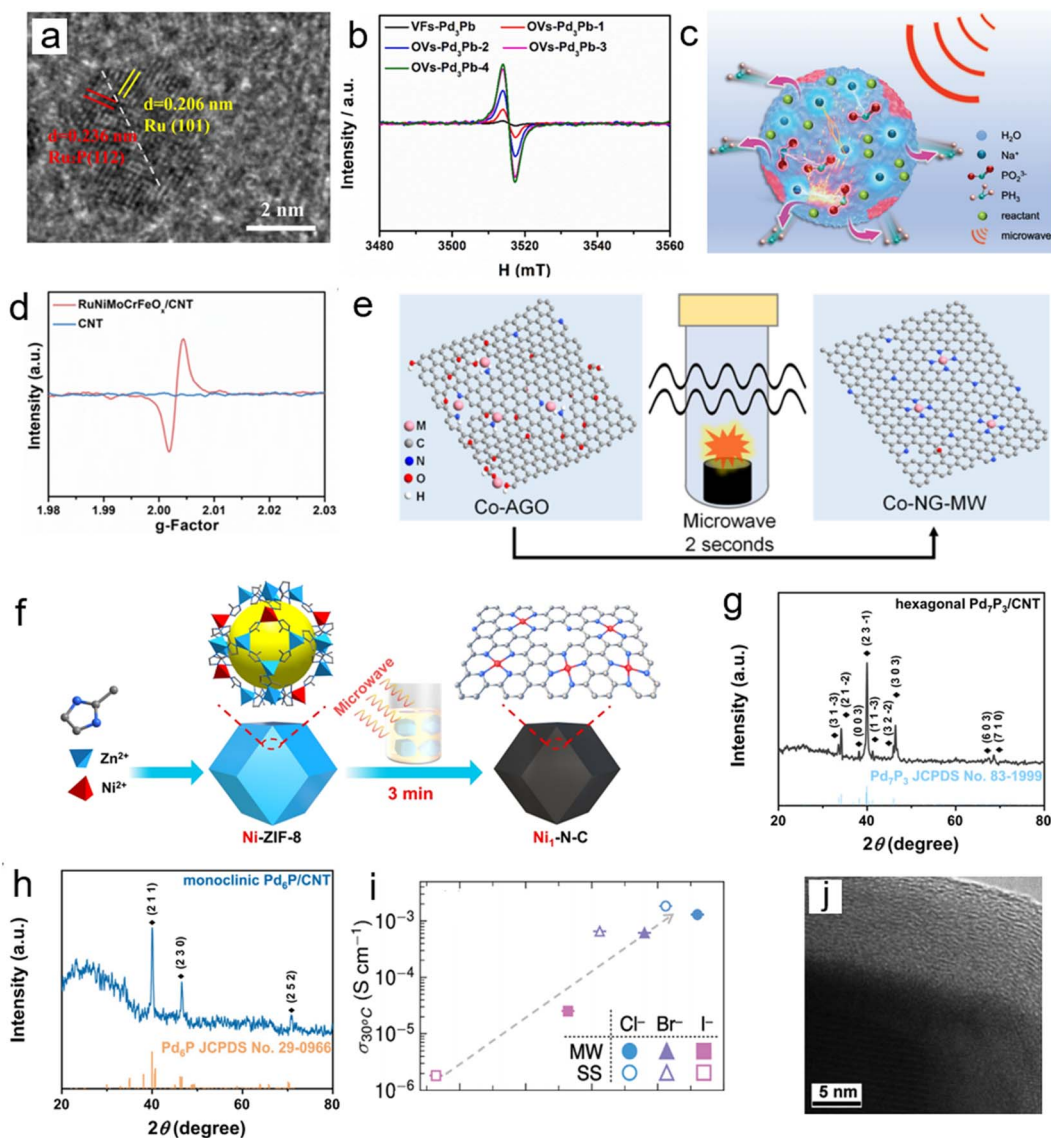 a
d=0.206 nm
Ru (101)
d=0.236 nm
Ru₂P(112)
2 nm
b
VFs-Pd₃Pb
OVs-Pd₃Pb-1
OVs-Pd₃Pb-2
OVs-Pd₃Pb-3
OVs-Pd₃Pb-4
Intensity / a.u.
3480
3500
3520
3540
3560
H (mT)
c
H₂O
Na⁺
PO₂³⁻
PH₃
reactant
microwave
d
RuNiMoCrFeOₓ/CNT
CNT
Intensity (a.u.)
1.98
1.99
2.00
2.01
2.02
2.03
g-Factor
e
M
C
N
O
H
Co-AGO
Microwave
2 seconds
Co-NG-MW
f
Zn²⁺
Ni²⁺
Ni-ZIF-8
Microwave
3 min
Ni₁-N-C
g
hexagonal Pd₇P₃/CNT
(3 1 -3)
(2 1 -2)
(0 0 3)
(2 3 -1)
(1 1 -3)
(3 2 -2)
(3 0 3)
(6 0 3)
(7 1 0)
Pd₇P₃ JCPDS No. 83-1999
Intensity (a.u.)
20
40
60
80
2θ (degree)
h
monoclinic Pd₆P/CNT
(2 1 1)
(2 3 0)
(2 5 2)
Pd₆P JCPDS No. 29-0966
Intensity (a.u.)
20
40
60
80
2θ (degree)
i
σ30°C (S cm⁻¹)
10⁻³
10⁻⁴
10⁻⁵
10⁻⁶
Cl⁻ Br⁻ I⁻
MW
SS
j
5 nm